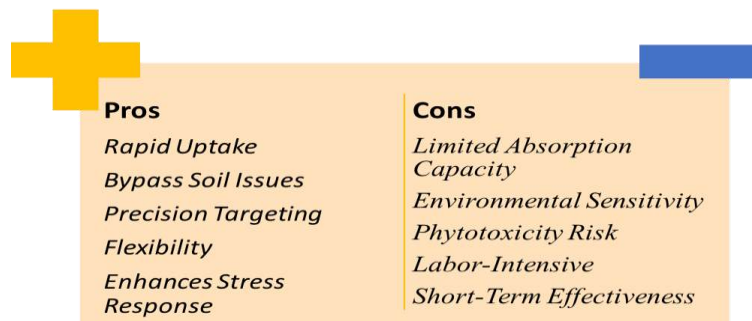 Pros
Rapid Uptake
Bypass Soil Issues
Precision Targeting
Flexibility
Enhances Stress
Response
Cons
Limited Absorption
Capacity
Environmental Sensitivity
Phytotoxicity Risk
Labor-Intensive
Short-Term Effectiveness